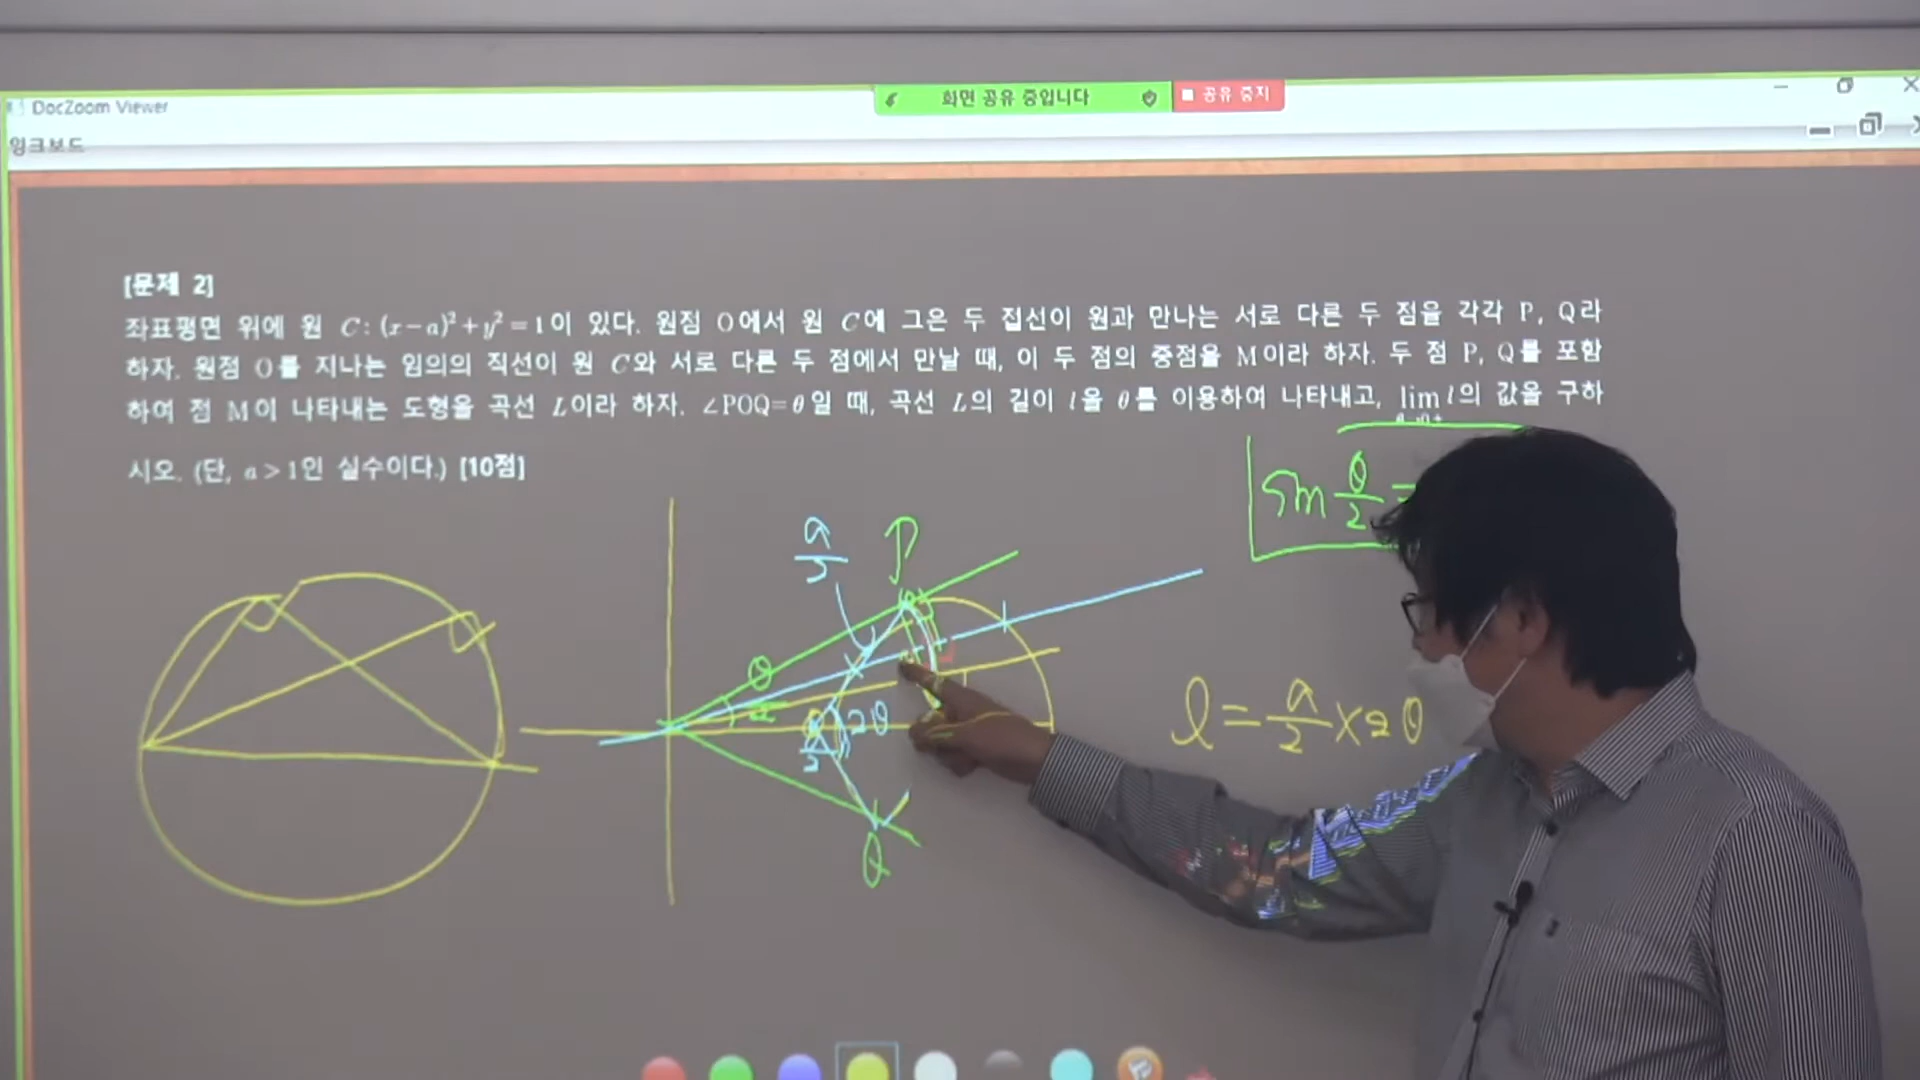 DocZoom Viewer
화면 공유 중입니다
공유 중지
윙크보드
[문제 2]
좌표평면 위에 원 C: (x-a)²+y²=1이 있다. 원점 O에서 원 C에 그은 두 접선이 원과 만나는 서로 다른 두 점을 각각 P, Q라
하자. 원점 O를 지나는 임의의 직선이 원 C와 서로 다른 두 점에서 만날 때, 이 두 점의 중점을 M이라 하자. 두 점 P, Q를 포함
하여 점 M이 나타내는 도형을 곡선 L이라 하자. ∠POQ=θ일 때, 곡선 L의 길이 l을 θ를 이용하여 나타내고, lim l의 값을 구하
시오. (단, a>1인 실수이다.) [10점]
sin θ/2 =
a/2
P
θ
2θ
a/2
Q
l = a/2 × 2θ